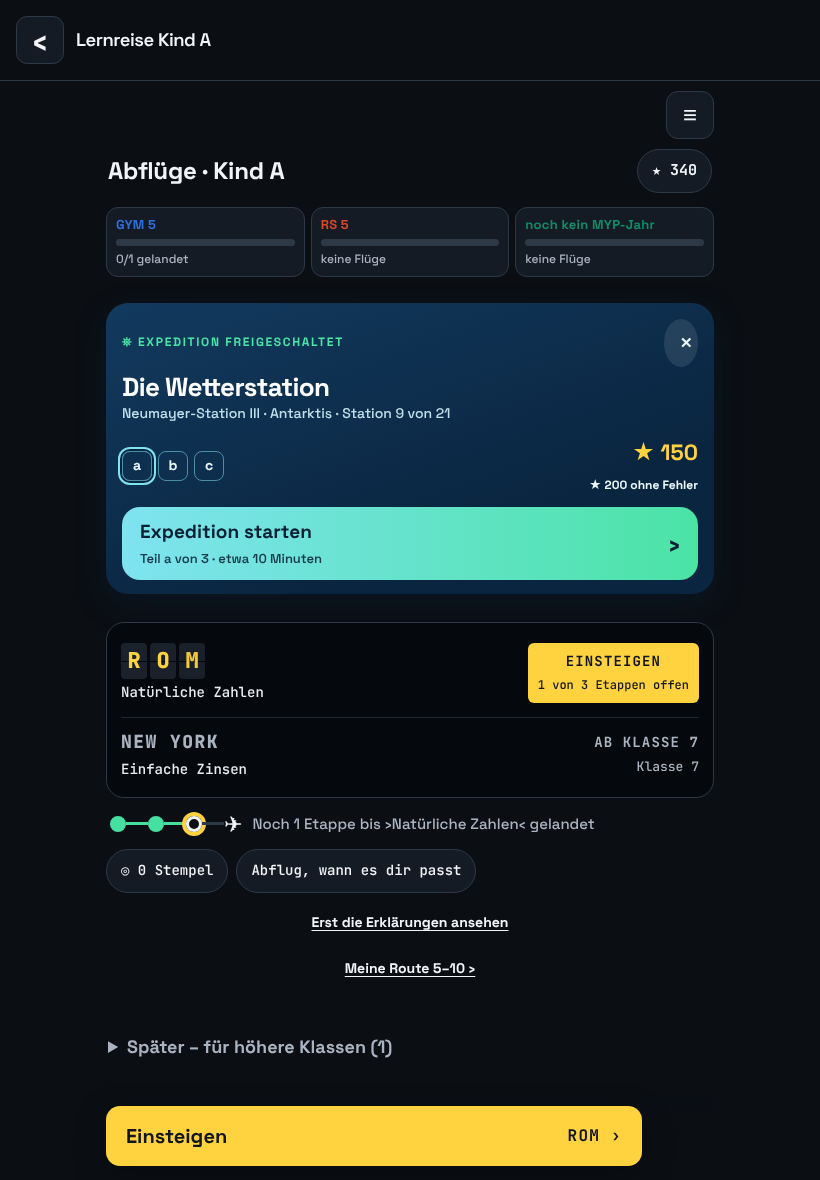 < Lernreise Kind A
≡
Abflüge · Kind A
★ 340
GYM 5
0/1 gelandet
RS 5
keine Flüge
noch kein MYP-Jahr
keine Flüge
❋ EXPEDITION FREIGESCHALTET
×
Die Wetterstation
Neumayer-Station III · Antarktis · Station 9 von 21
a b c
★ 150
★ 200 ohne Fehler
Expedition starten
Teil a von 3 · etwa 10 Minuten
>
ROM
Natürliche Zahlen
EINSTEIGEN
1 von 3 Etappen offen
NEW YORK
Einfache Zinsen
AB KLASSE 7
Klasse 7
✈ Noch 1 Etappe bis ›Natürliche Zahlen‹ gelandet
◎ 0 Stempel
Abflug, wann es dir passt
Erst die Erklärungen ansehen
Meine Route 5–10 >
▶ Später – für höhere Klassen (1)
Einsteigen ROM ›